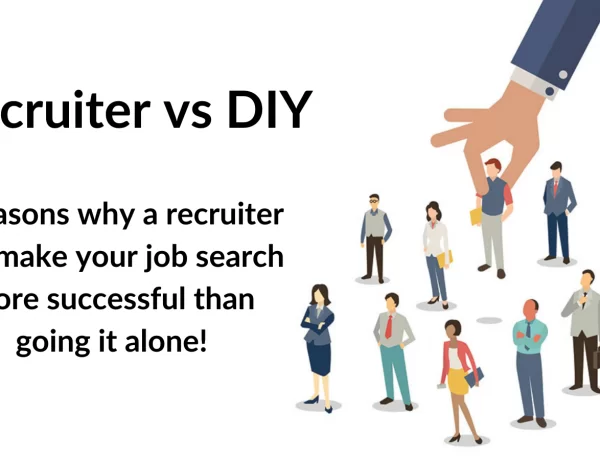 cruiter vs DIY
asons why a recruiter
make your job search
ore successful than
going it alone!